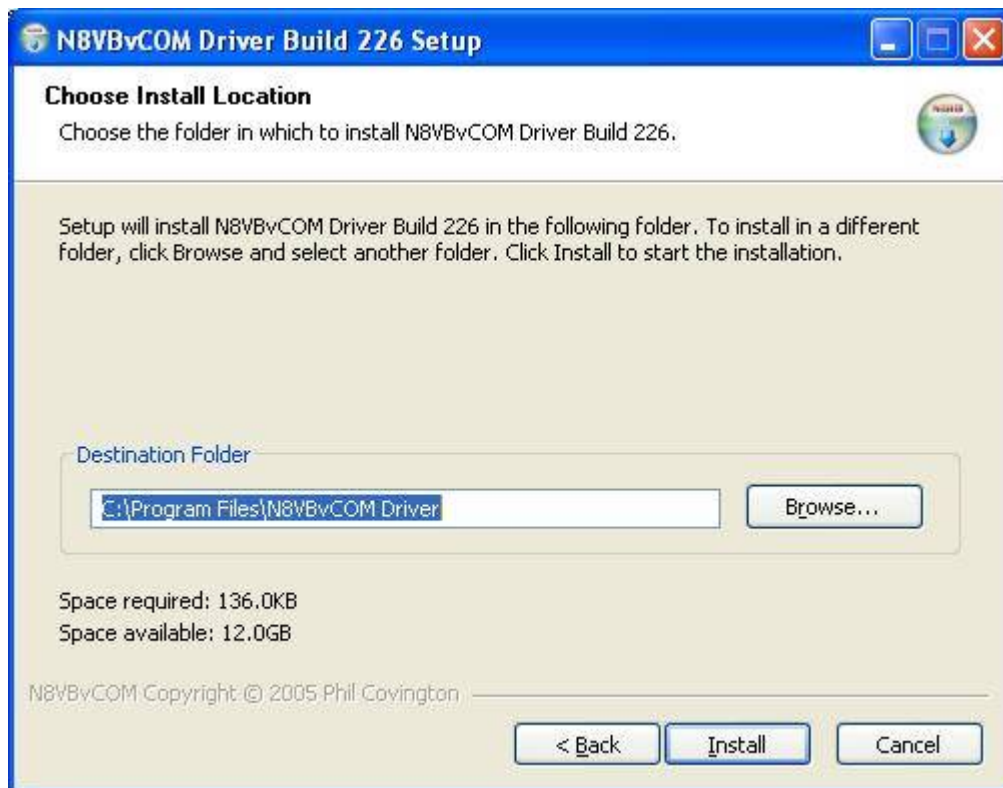 N8VBvCOM Driver Build 226 Setup
Choose Install Location
Choose the folder in which to install N8VBvCOM Driver Build 226.
Setup will install N8VBvCOM Driver Build 226 in the following folder. To install in a different
folder, click Browse and select another folder. Click Install to start the installation.
Destination Folder
C:\Program Files\N8VBvCOM Driver
Browse...
Space required: 136.0KB
Space available: 12.0GB
N8VBvCOM Copyright © 2005 Phil Covington
< Back
Install
Cancel